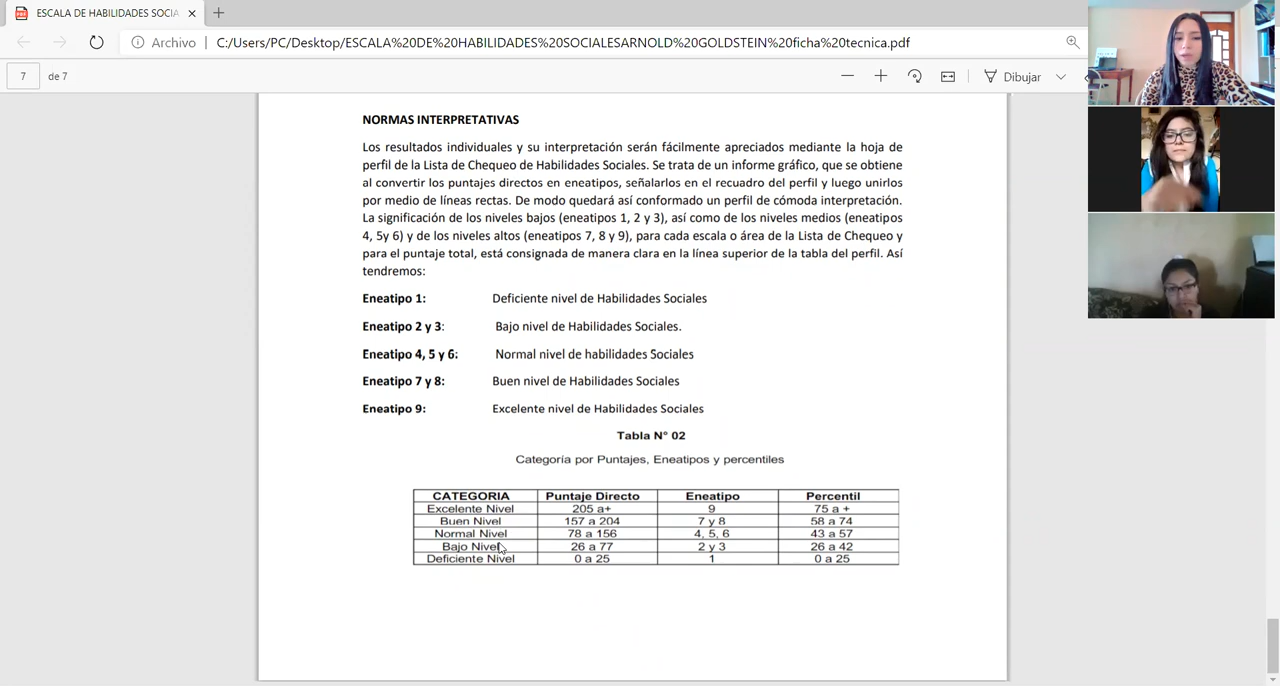 ESCALA DE HABILIDADES SOCIA
Archivo | C:/Users/PC/Desktop/ESCALA%20DE%20HABILIDADES%20SOCIALESARNOLD%20GOLDSTEIN%20ficha%20tecnica.pdf
7 de 7
Dibujar
NORMAS INTERPRETATIVAS
Los resultados individuales y su interpretación serán fácilmente apreciados mediante la hoja de
perfil de la Lista de Chequeo de Habilidades Sociales. Se trata de un informe gráfico, que se obtiene
al convertir los puntajes directos en eneatipos, señalarlos en el recuadro del perfil y luego unirlos
por medio de líneas rectas. De modo quedará así conformado un perfil de cómoda interpretación.
La significación de los niveles bajos (eneatipos 1, 2 y 3), así como de los niveles medios (eneatipos
4, 5y 6) y de los niveles altos (eneatipos 7, 8 y 9), para cada escala o área de la Lista de Chequeo y
para el puntaje total, está consignada de manera clara en la línea superior de la tabla del perfil. Así
tendremos:
Eneatipo 1: Deficiente nivel de Habilidades Sociales
Eneatipo 2 y 3: Bajo nivel de Habilidades Sociales.
Eneatipo 4, 5 y 6: Normal nivel de habilidades Sociales
Eneatipo 7 y 8: Buen nivel de Habilidades Sociales
Eneatipo 9: Excelente nivel de Habilidades Sociales
Tabla N° 02
Categoría por Puntajes, Eneatipos y percentiles
CATEGORIA Puntaje Directo Eneatipo Percentil
Excelente Nivel 205 a+ 9 75 a +
Buen Nivel 157 a 204 7 y 8 58 a 74
Normal Nivel 78 a 156 4, 5, 6 43 a 57
Bajo Nivel 26 a 77 2 y 3 26 a 42
Deficiente Nivel 0 a 25 1 0 a 25